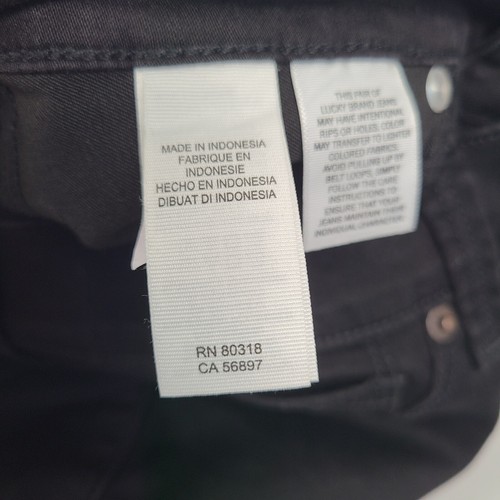 MADE IN INDONESIA
FABRIQUE EN
INDONESIE
HECHO EN INDONESIA
DIBUAT DI INDONESIA
RN 80318
CA 56897
THIS PAIR OF
LUCKY BRAND JEANS
MAY HAVE INTENTIONAL
RIPS OR HOLES. COLOR
MAY TRANSFER TO LIGHTER
COLORED FABRICS.
AVOID PULLING UP BY
BELT LOOPS, SIMPLY
FOLLOW THE CARE
INSTRUCTIONS TO
ENSURE THAT YOUR
JEANS MAINTAIN THEIR
INDIVIDUAL CHARACTER.